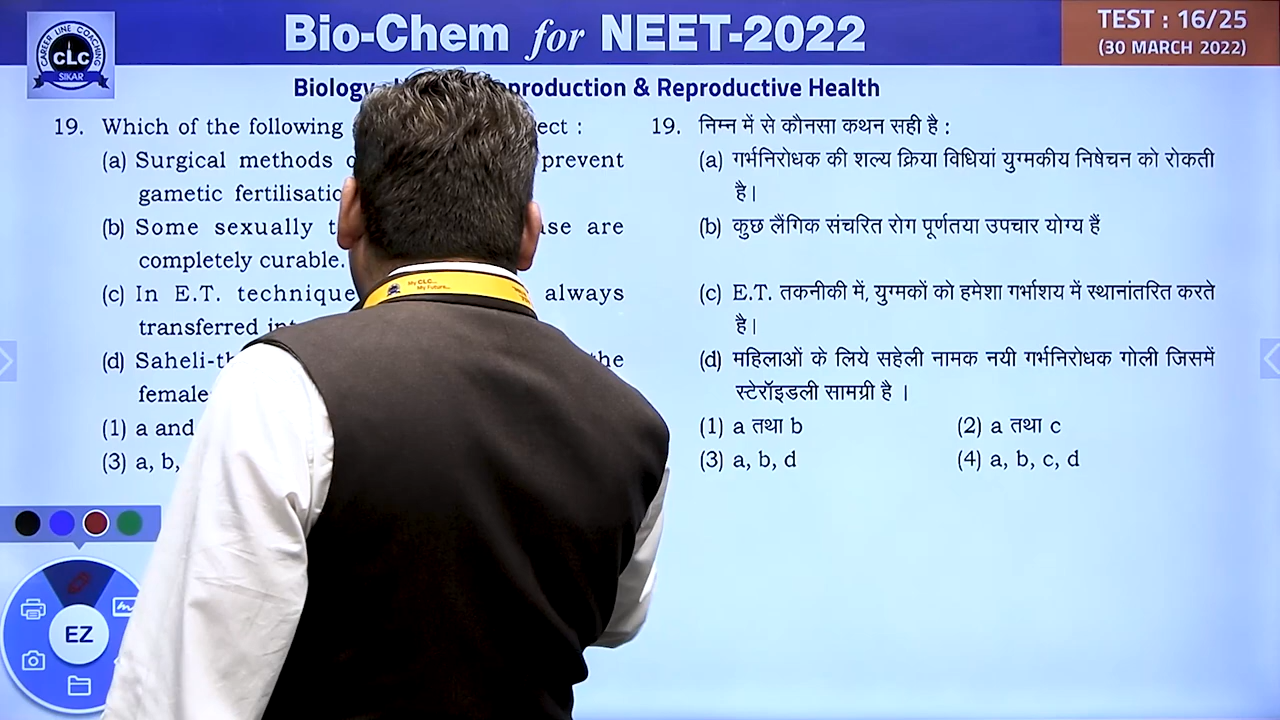 CAREER LINE COACHING
CLC
SIKAR
Bio-Chem for NEET-2022
TEST : 16/25
(30 MARCH 2022)
Biology production & Reproductive Health
19. Which of the following ect :
(a) Surgical methods prevent
gametic
(b) Some sexually are
completely curable.
(c) In E.T. technique always
transferred
(d) the
female
(1) a and
(3) a, b,
19. निम्न में से कौनसा कथन सही है :
(a) गर्भनिरोधक की शल्य क्रिया विधियां युग्मकीय निषेचन को रोकती
है।
(b) कुछ लैंगिक संचरित रोग पूर्णतया उपचार योग्य हैं
(c) E.T. तकनीकी में, युग्मकों को हमेशा गर्भाशय में स्थानांतरित करते
है।
(d) महिलाओं के लिये सहेली नामक नयी गर्भनिरोधक गोली जिसमें
स्टेरॉइडली सामग्री है ।
(1) a तथा b (2) a तथा c
(3) a, b, d (4) a, b, c, d
My CLC...
My Future...
EZ